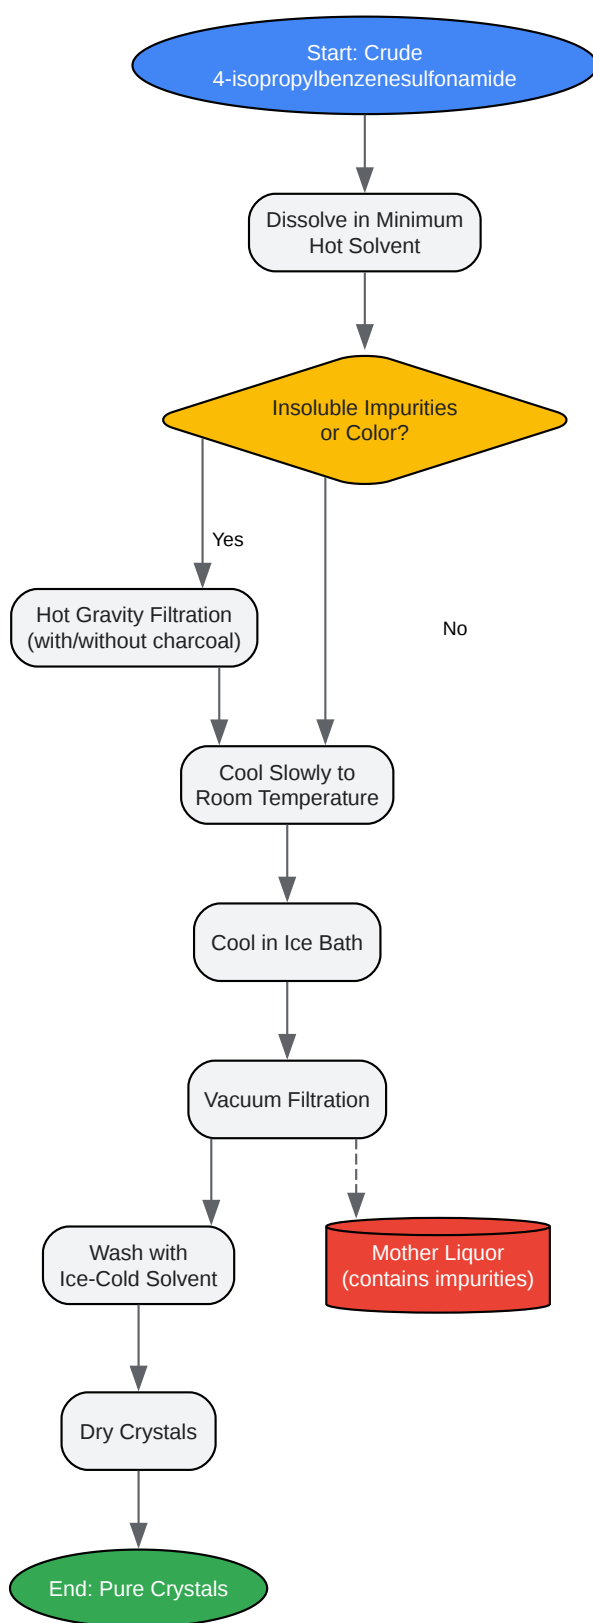 Start: Crude
4-isopropylbenzenesulfonamide
Dissolve in Minimum
Hot Solvent
Insoluble Impurities
or Color?
Yes
Hot Gravity Filtration
(with/without charcoal)
No
Cool Slowly to
Room Temperature
Cool in Ice Bath
Vacuum Filtration
Wash with
Ice-Cold Solvent
Mother Liquor
(contains impurities)
Dry Crystals
End: Pure Crystals